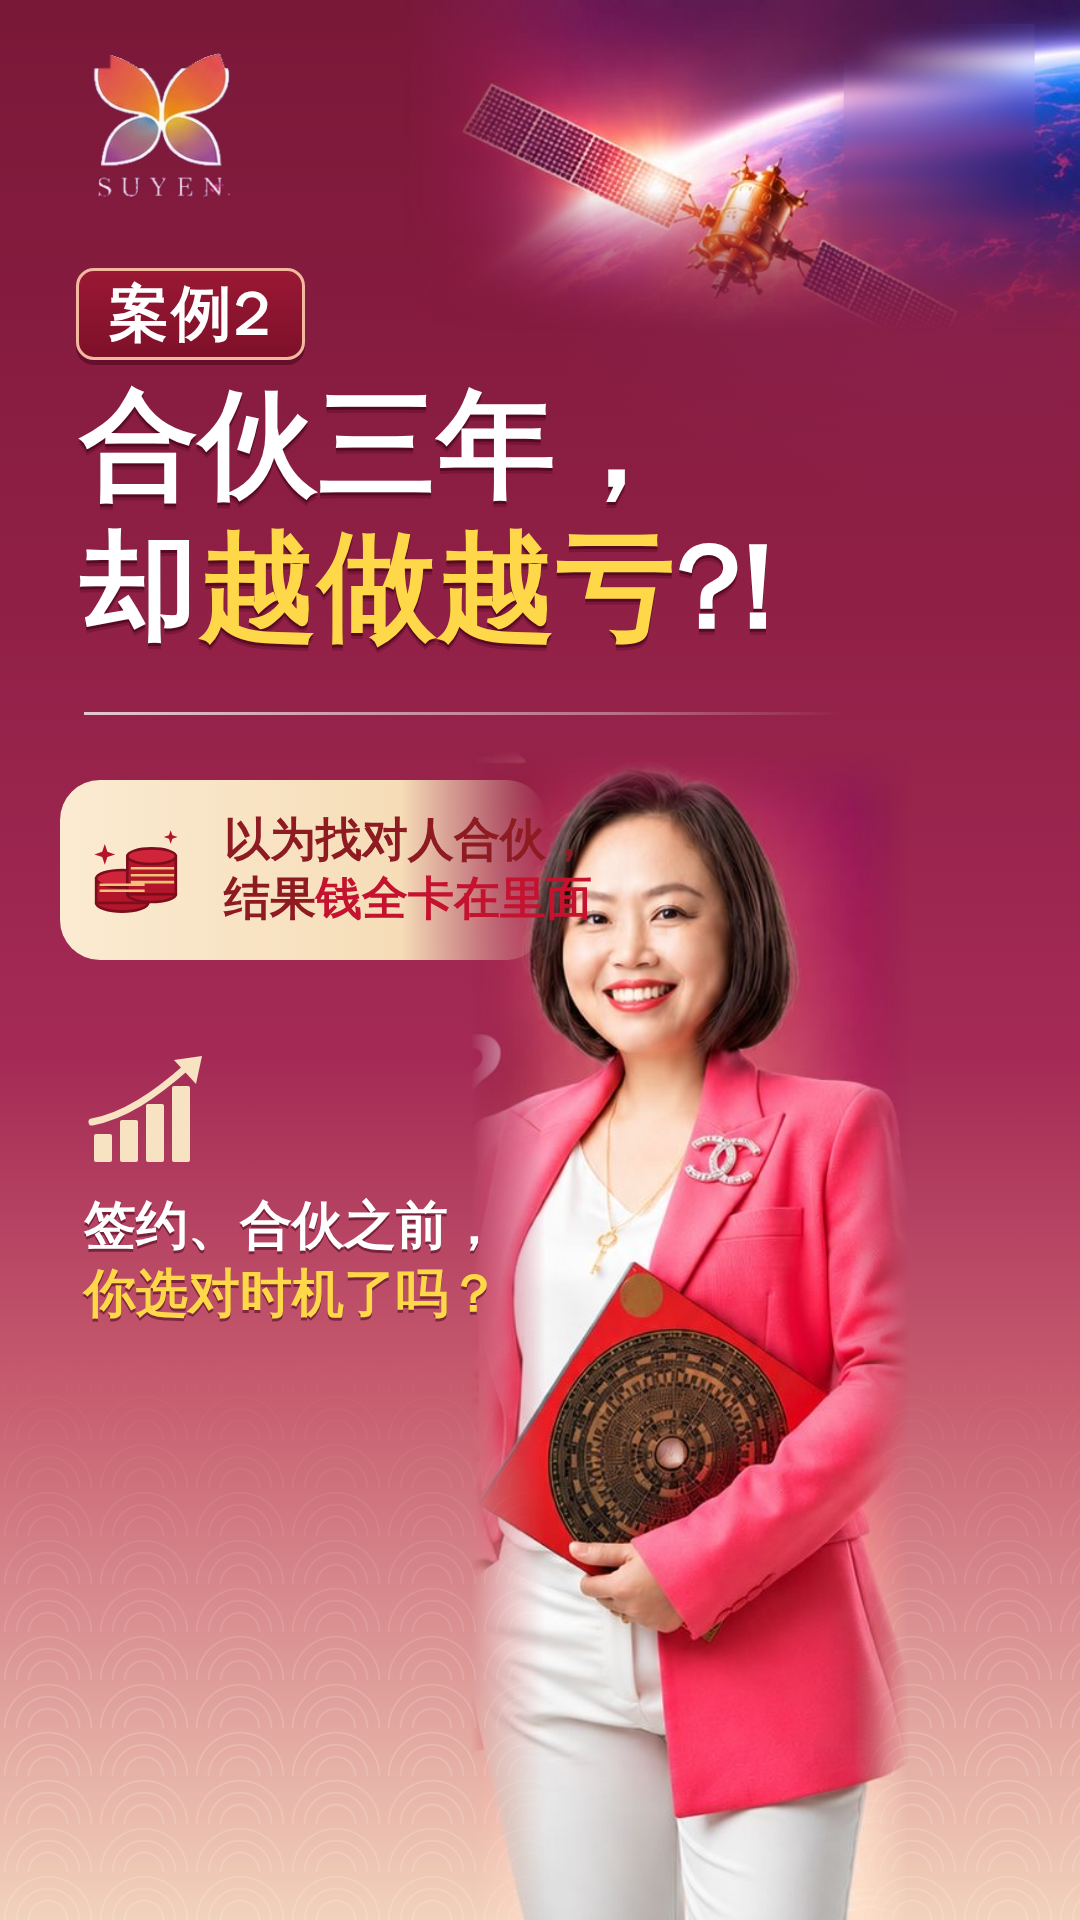 SUYEN
案例2
合伙三年，
却越做越亏?!
以为找对人合伙，
结果钱全卡在里面
签约、合伙之前，
你选对时机了吗？